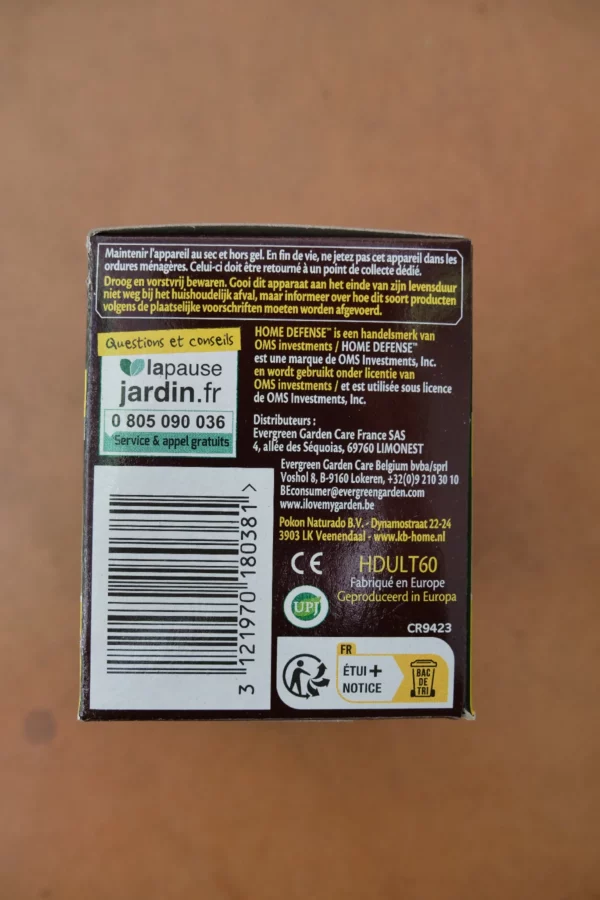 Maintenir l'appareil au sec et hors gel. En fin de vie, ne jetez pas cet appareil dans les
ordures ménagères. Celui-ci doit être retourné à un point de collecte dédié.
Droog en vorstvrij bewaren. Gooi dit apparaat aan het einde van zijn levensduur
niet weg bij het huishoudelijk afval, maar informeer over hoe dit soort producten
volgens de plaatselijke voorschriften moeten worden afgevoerd.
Questions et conseils
lapause
jardin.fr
0 805 090 036
Service & appel gratuits
HOME DEFENSE™ is een handelsmerk van
OMS investments / HOME DEFENSE™
est une marque de OMS Investments, Inc.
en wordt gebruikt onder licentie van
OMS investments / et est utilisée sous licence
de OMS Investments, Inc.
Distributeurs :
Evergreen Garden Care France SAS
4, allée des Séquoias, 69760 LIMONEST
Evergreen Garden Care Belgium bvba/sprl
Voshol 8, B-9160 Lokeren, +32(0)9 210 30 10
BEconsumer@evergreengarden.com
www.ilovemygarden.be
Pokon Naturado B.V. - Dynamostraat 22-24
3903 LK Veenendaal - www.kb-home.nl
CE
HDULT60
Fabriqué en Europe
Geproduceerd in Europa
UPJ
CR9423
3 121970 180381 >
FR
ÉTUI +
NOTICE
BAC
DE
TRI